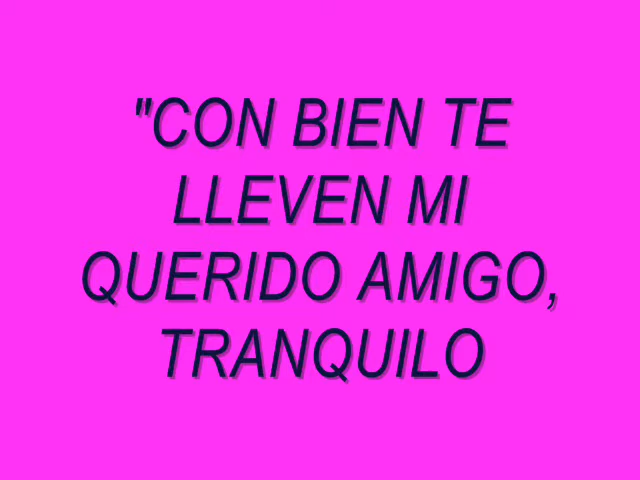 "CON BIEN TE
LLEVEN MI
QUERIDO AMIGO,
TRANQUILO